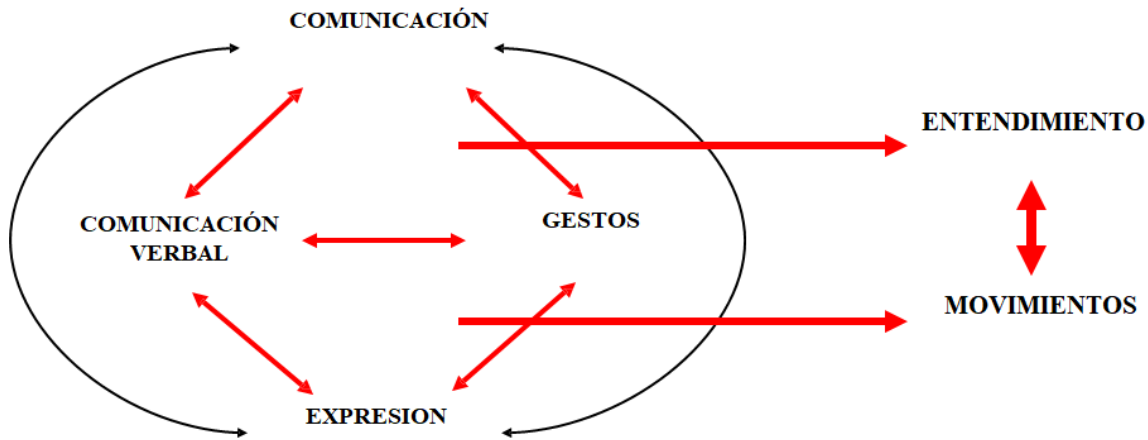 COMUNICACIÓN
ENTENDIMIENTO
COMUNICACIÓN
VERBAL
GESTOS
MOVIMIENTOS
EXPRESION